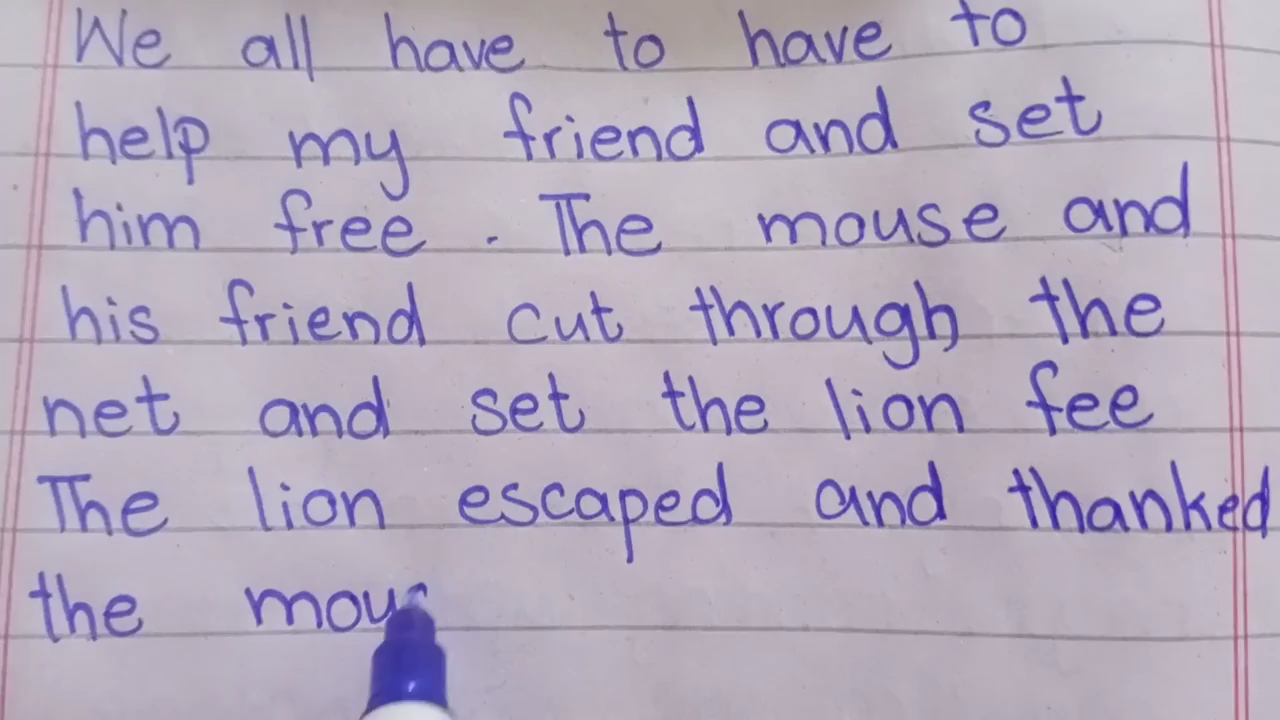 We all have to have to
help my friend and set
him free. The mouse and
his friend cut through the
net and set the lion fee
The lion escaped and thanked
the mou